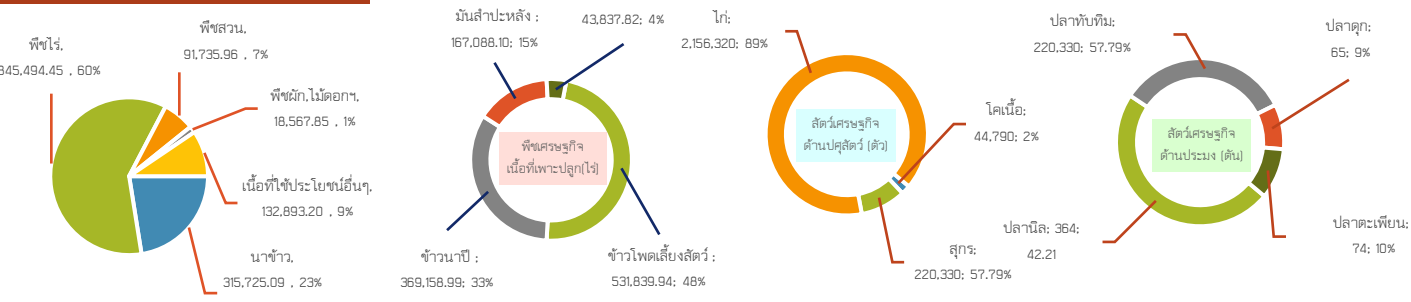 พืชไร่,
845,494.45 , 60%
พืชสวน,
91,735.96 , 7%
พืชผัก,ไม้ดอกฯ,
18,567.85 , 1%
เนื้อที่ใช้ประโยชน์อื่นๆ,
132,893.20 , 9%
นาข้าว,
315,725.09 , 23%
มันสำปะหลัง ;
167,088.10; 15%
43,837.82; 4%
พืชเศรษฐกิจ
เนื้อที่เพาะปลูก(ไร่)
ข้าวนาปี ;
369,158.99; 33%
ข้าวโพดเลี้ยงสัตว์ ;
531,839.94; 48%
ไก่;
2,156,320; 89%
สัตว์เศรษฐกิจ
ด้านปศุสัตว์ (ตัว)
โคเนื้อ;
44,790; 2%
สุกร;
220,330; 57.79%
ปลาทับทิม;
220,330; 57.79%
ปลาดุก;
65; 9%
สัตว์เศรษฐกิจ
ด้านประมง (ตัน)
ปลานิล; 364;
42.21
ปลาตะเพียน;
74; 10%